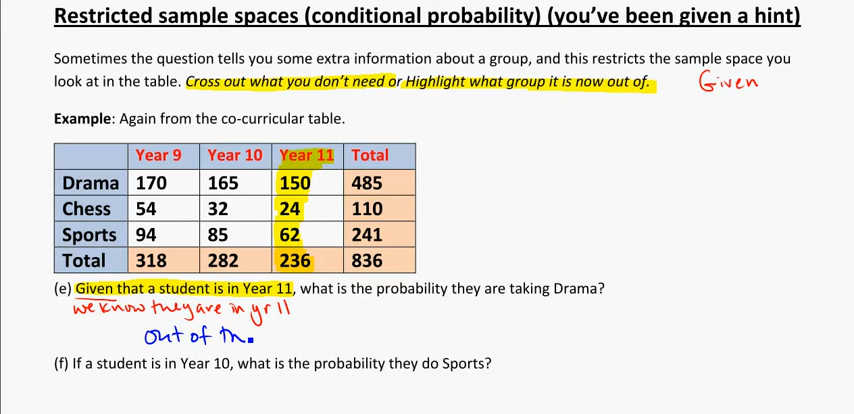 Restricted sample spaces (conditional probability) (you've been given a hint)
Sometimes the question tells you some extra information about a group, and this restricts the sample space you
look at in the table. Cross out what you don't need or Highlight what group it is now out of. Given
Example: Again from the co-curricular table.
Year 9 Year 10 Year 11 Total
Drama 170 165 150 485
Chess 54 32 24 110
Sports 94 85 62 241
Total 318 282 236 836
(e) Given that a student is in Year 11, what is the probability they are taking Drama?
we know they are in yr 11
out of
(f) If a student is in Year 10, what is the probability they do Sports?